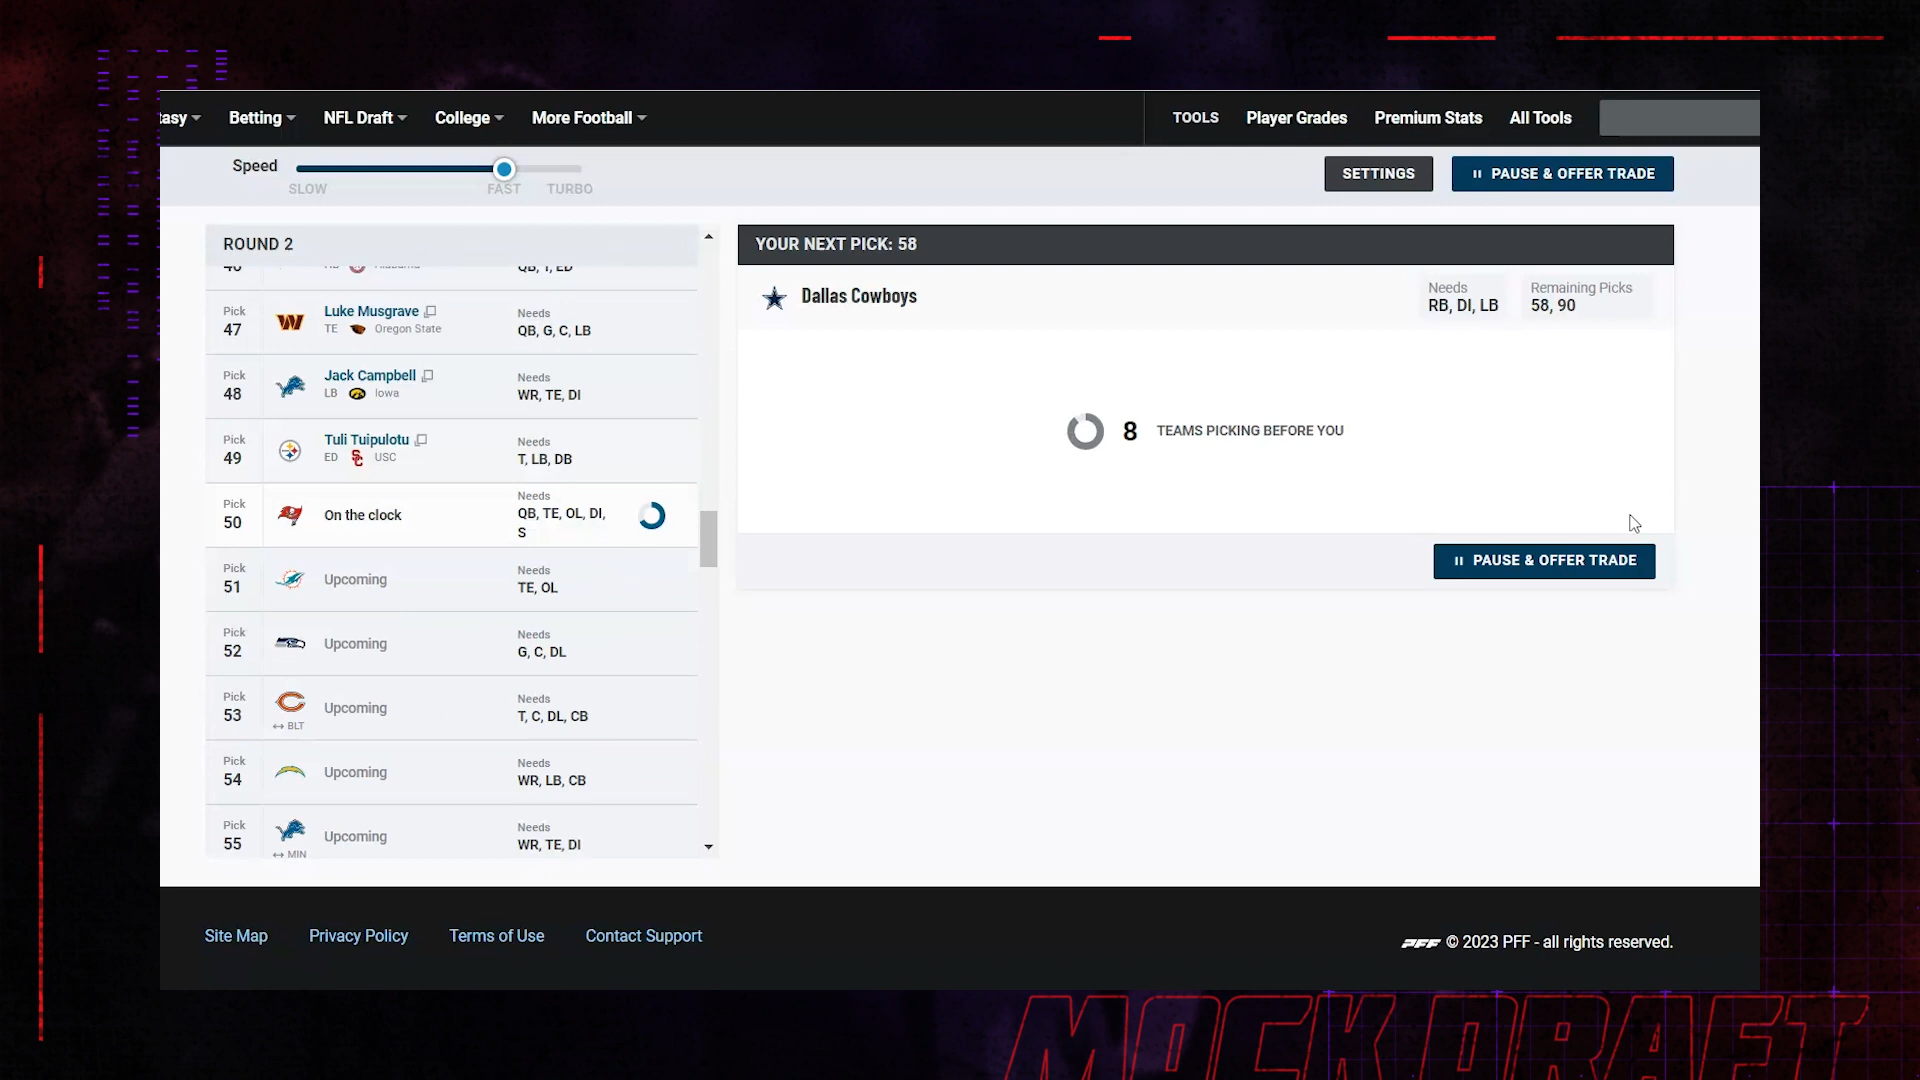 tasy Betting NFL Draft College More Football TOOLS Player Grades Premium Stats All Tools
Speed
SLOW FAST TURBO
SETTINGS PAUSE & OFFER TRADE
ROUND 2
QB, T, ED
Pick 47
Luke Musgrave
TE Oregon State
Needs
QB, G, C, LB
Pick 48
Jack Campbell
LB Iowa
Needs
WR, TE, DI
Pick 49
Tuli Tuipulotu
ED USC
Needs
T, LB, DB
Pick 50
On the clock
Needs
QB, TE, OL, DI,
S
Pick 51
Upcoming
Needs
TE, OL
Pick 52
Upcoming
Needs
G, C, DL
Pick 53
↔ BLT
Upcoming
Needs
T, C, DL, CB
Pick 54
Upcoming
Needs
WR, LB, CB
Pick 55
↔ MIN
Upcoming
Needs
WR, TE, DI
YOUR NEXT PICK: 58
Dallas Cowboys
Needs
RB, DI, LB
Remaining Picks
58, 90
8 TEAMS PICKING BEFORE YOU
PAUSE & OFFER TRADE
Site Map Privacy Policy Terms of Use Contact Support
PFF © 2023 PFF - all rights reserved.
MOCK DRAFT